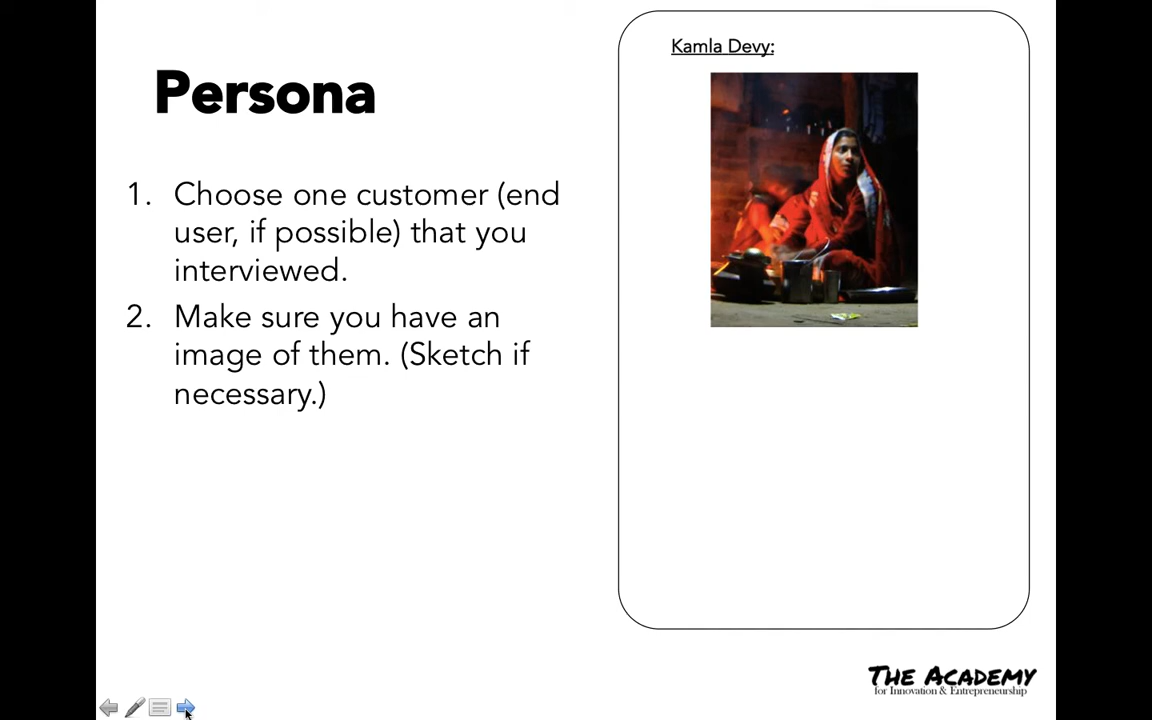 Persona
1. Choose one customer (end
user, if possible) that you
interviewed.
2. Make sure you have an
image of them. (Sketch if
necessary.)
Kamla Devy:
The Academy
for Innovation & Entrepreneurship